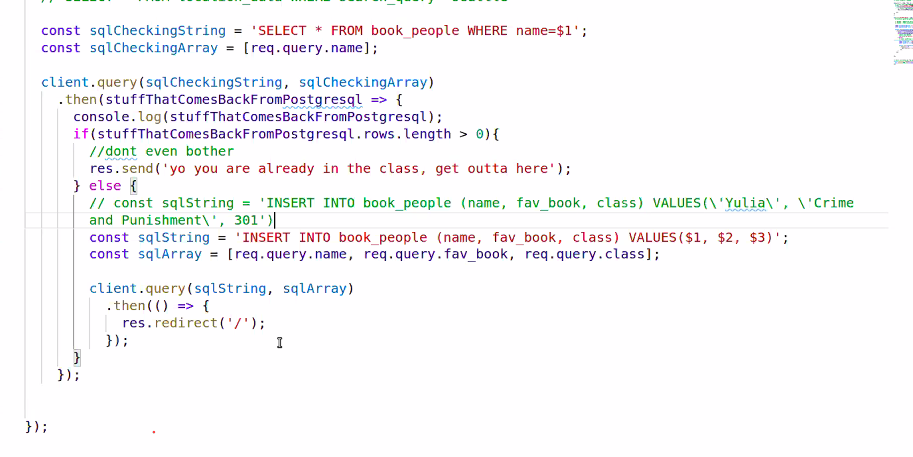 const sqlCheckingString = 'SELECT * FROM book_people WHERE name=$1';
const sqlCheckingArray = [req.query.name];
client.query(sqlCheckingString, sqlCheckingArray)
.then(stuffThatComesBackFromPostgresql => {
console.log(stuffThatComesBackFromPostgresql);
if(stuffThatComesBackFromPostgresql.rows.length > 0){
//dont even bother
res.send('yo you are already in the class, get outta here');
} else {
// const sqlString = 'INSERT INTO book_people (name, fav_book, class) VALUES(\'Yulia\', \'Crime
and Punishment\', 301')
const sqlString = 'INSERT INTO book_people (name, fav_book, class) VALUES($1, $2, $3)';
const sqlArray = [req.query.name, req.query.fav_book, req.query.class];
client.query(sqlString, sqlArray)
.then(() => {
res.redirect('/');
});
}
});
});